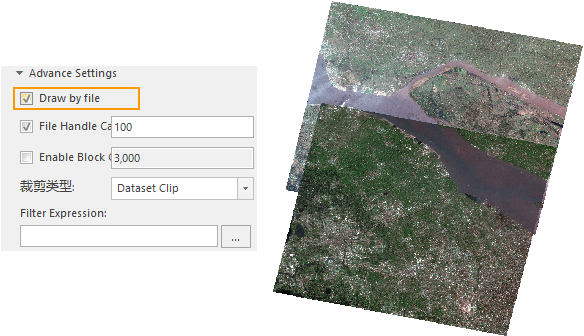 Advance Settings
Draw by file
File Handle Ca 100
Enable Block 3,000
裁剪类型: Dataset Clip
Filter Expression:
...